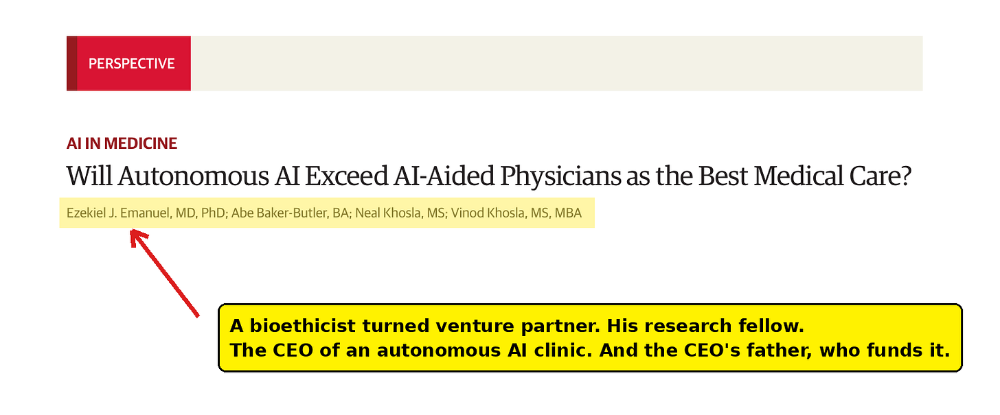 PERSPECTIVE
AI IN MEDICINE
Will Autonomous AI Exceed AI-Aided Physicians as the Best Medical Care?
Ezekiel J. Emanuel, MD, PhD; Abe Baker-Butler, BA; Neal Khosla, MS; Vinod Khosla, MS, MBA
A bioethicist turned venture partner. His research fellow.
The CEO of an autonomous AI clinic. And the CEO's father, who funds it.